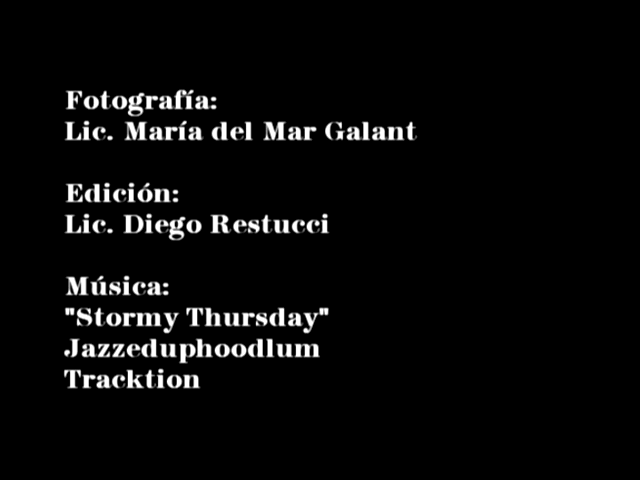 Fotografía:
Lic. María del Mar Galant
Edición:
Lic. Diego Restucci
Música:
"Stormy Thursday"
Jazzeduphoodlum
Tracktion